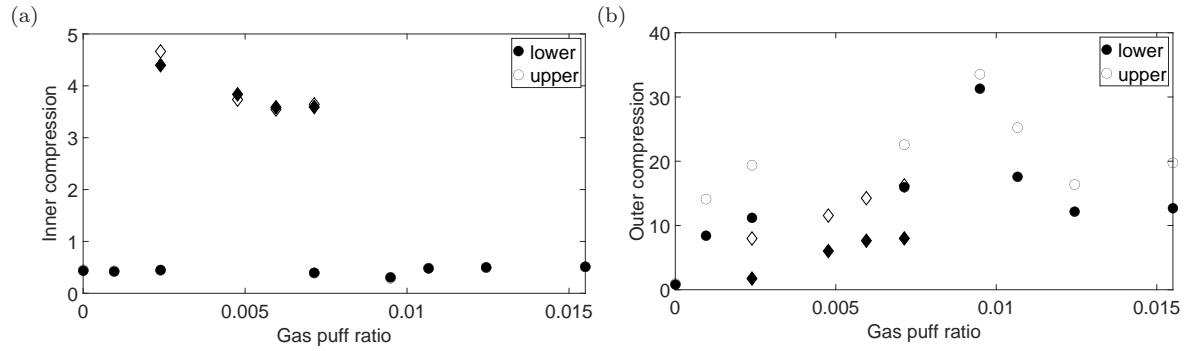 (a)
5
4
3
2
1
0
Inner compression
0 0.005 0.01 0.015
Gas puff ratio
lower
upper
(b)
40
30
20
10
0
Outer compression
0 0.005 0.01 0.015
Gas puff ratio
lower
upper